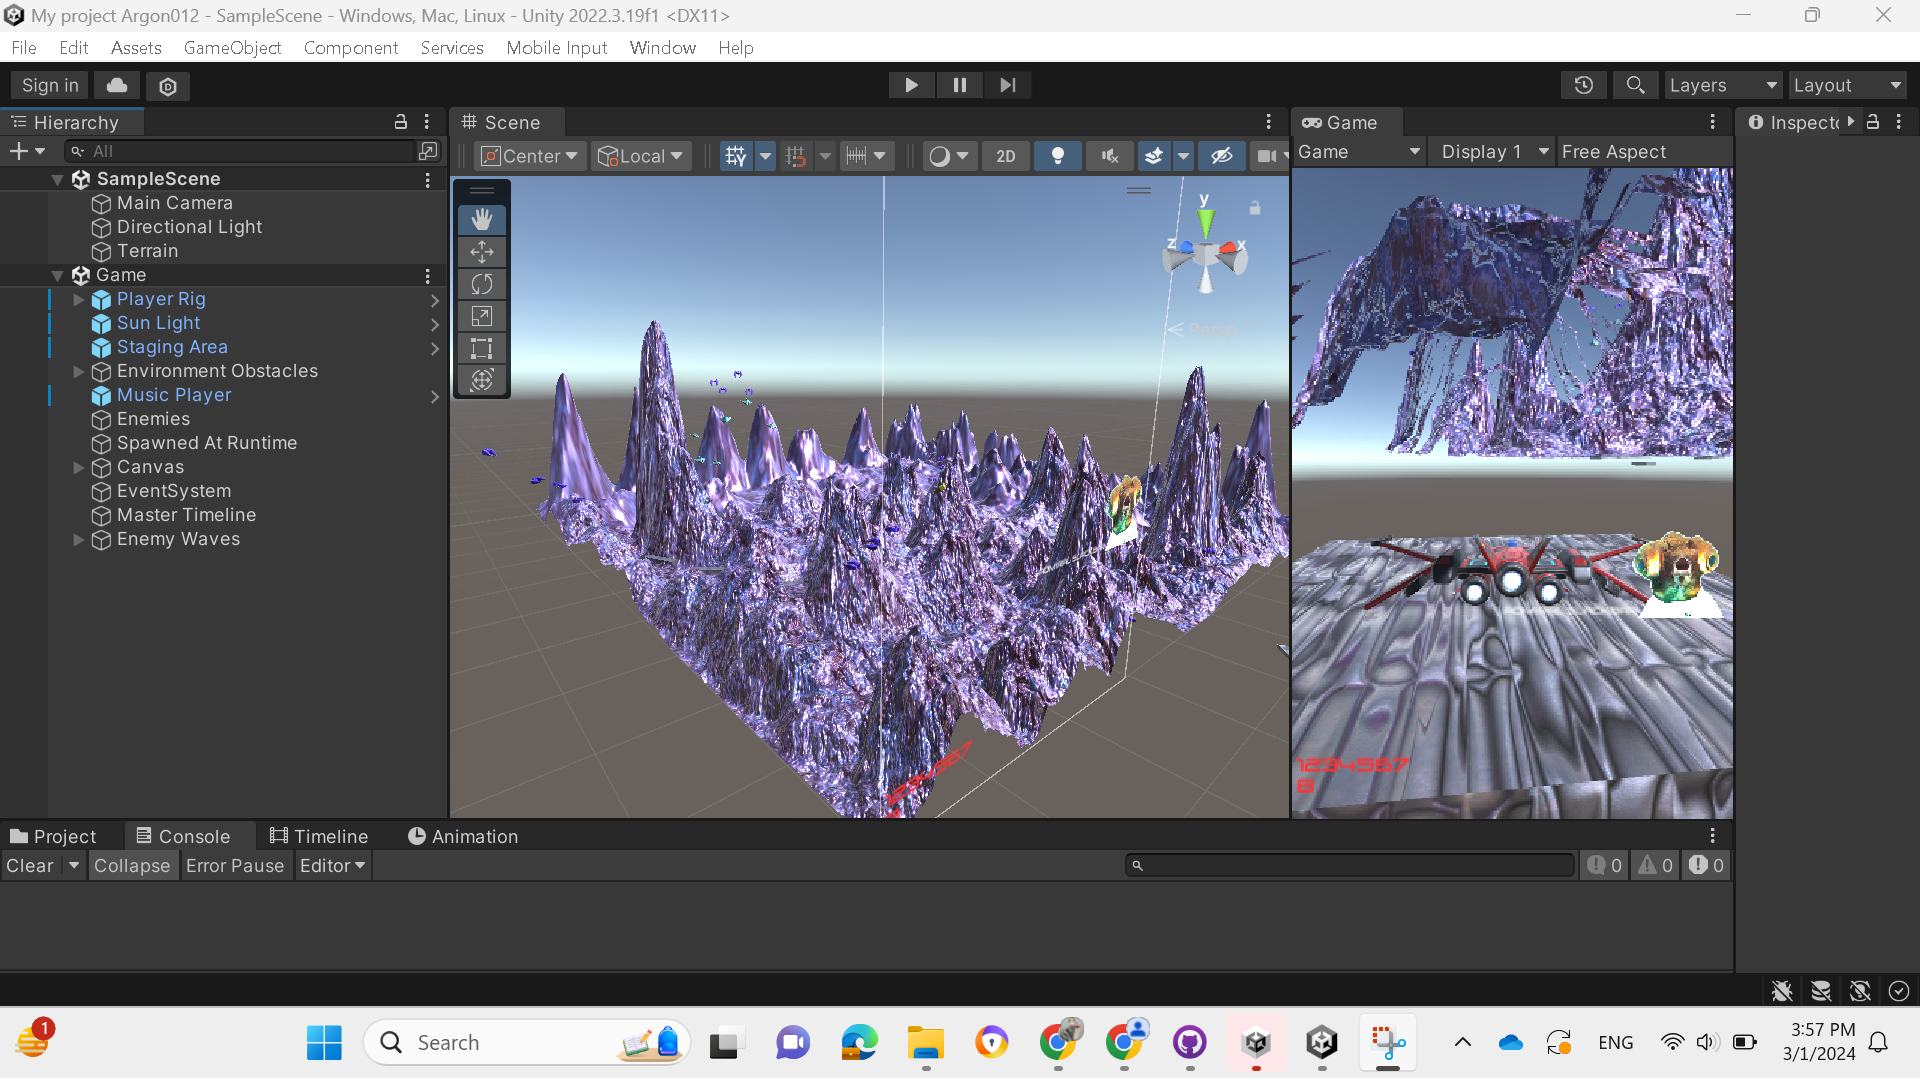 My project Argon012 - SampleScene - Windows, Mac, Linux - Unity 2022.3.19f1 <DX11>
File Edit Assets GameObject Component Services Mobile Input Window Help
Sign in
Layers
Layout
Hierarchy
All
SampleScene
Main Camera
Directional Light
Terrain
Game
Player Rig
Sun Light
Staging Area
Environment Obstacles
Music Player
Enemies
Spawned At Runtime
Canvas
EventSystem
Master Timeline
Enemy Waves
Scene
Center
Local
2D
y
z
x
Persp
1234567
Game
Game
Display 1
Free Aspect
1234567
8
Inspecto
Project
Console
Timeline
Animation
Clear
Collapse
Error Pause
Editor
0
0
0
1
Search
ENG
3:57 PM
3/1/2024